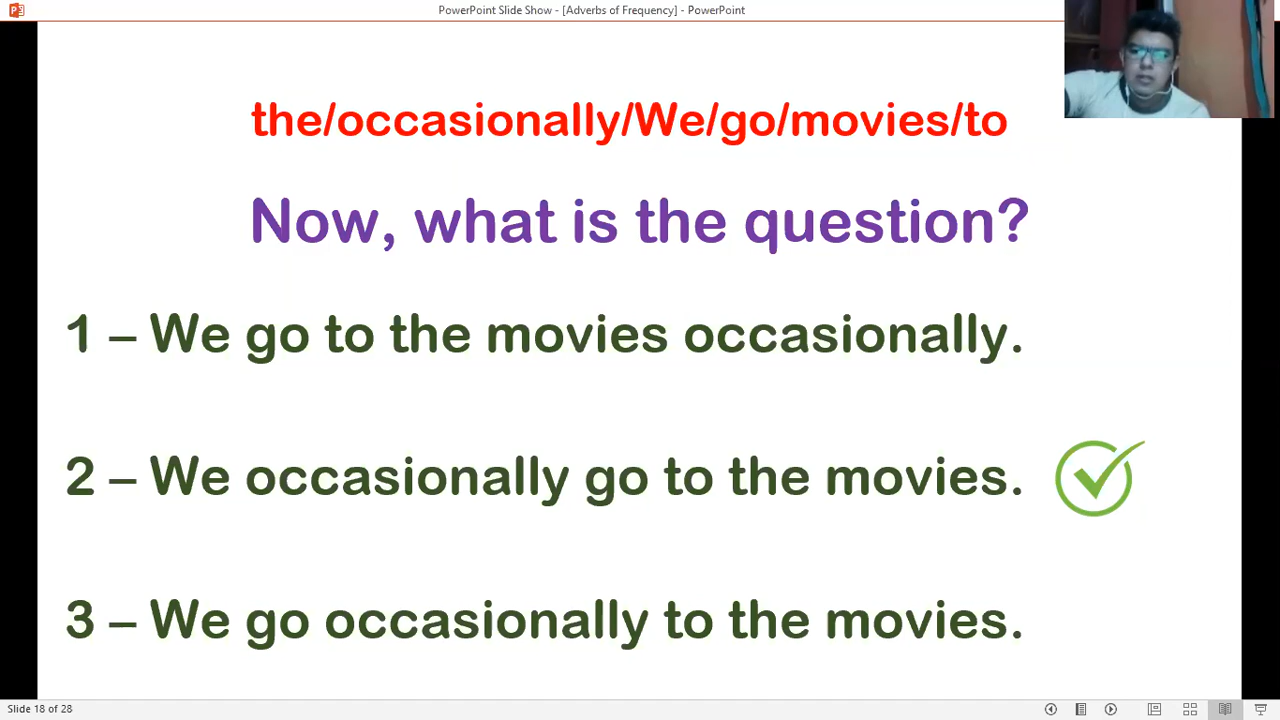 PowerPoint Slide Show - [Adverbs of Frequency] - PowerPoint
the/occasionally/We/go/movies/to
Now, what is the question?
1 – We go to the movies occasionally.
2 – We occasionally go to the movies.
3 – We go occasionally to the movies.
Slide 18 of 28